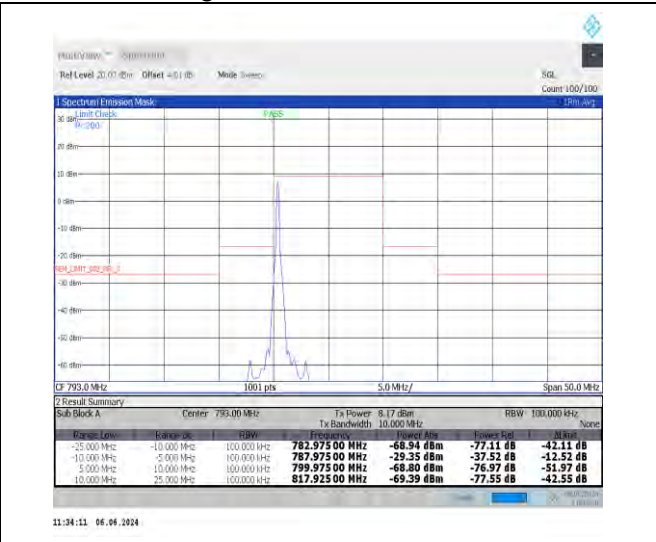 MultiView Spectrum
Ref Level 20.00 dBm Offset 4.01 dB Mode Sweep SGL
Count 100/100
1 Spectrum Emission Mask 1Rm Avg
Limit Check PASS
30 dBm
20 dBm
10 dBm
0 dBm
-10 dBm
-20 dBm
-30 dBm
-40 dBm
-50 dBm
-60 dBm
CF 793.0 MHz 1001 pts 5.0 MHz/ Span 50.0 MHz
2 Result Summary
Sub Block A Center 793.00 MHz Tx Power 8.17 dBm RBW 100.000 kHz
Tx Bandwidth 10.000 MHz None
Range Low Range Up RBW Frequency Power Abs Power Rel ΔLimit
-25.000 MHz -10.000 MHz 100.000 kHz 782.975 00 MHz -68.94 dBm -77.11 dB -42.11 dB
-10.000 MHz -5.000 MHz 100.000 kHz 787.975 00 MHz -29.35 dBm -37.52 dB -12.52 dB
5.000 MHz 10.000 MHz 100.000 kHz 799.975 00 MHz -68.80 dBm -76.97 dB -51.97 dB
10.000 MHz 25.000 MHz 100.000 kHz 817.925 00 MHz -69.39 dBm -77.55 dB -42.55 dB
11:34:11 06.06.2024